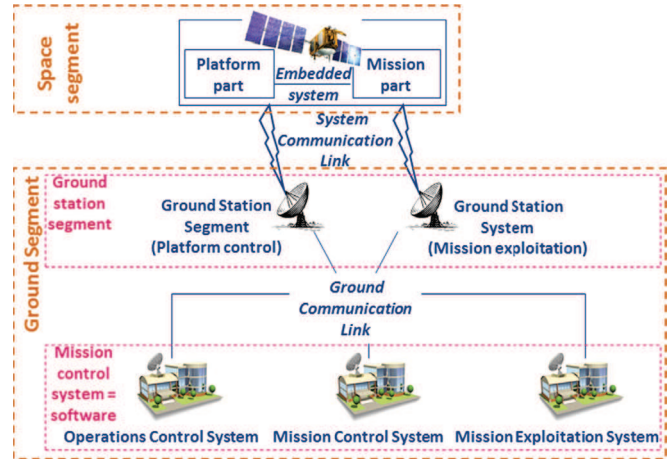 Space
segment
Platform
part
Embedded
system
Mission
part
System
Communication
Link
Ground Segment
Ground
station
segment
Ground Station
Segment
(Platform control)
Ground Station
System
(Mission exploitation)
Ground
Communication
Link
Mission
control
system =
software
Operations Control System
Mission Control System
Mission Exploitation System